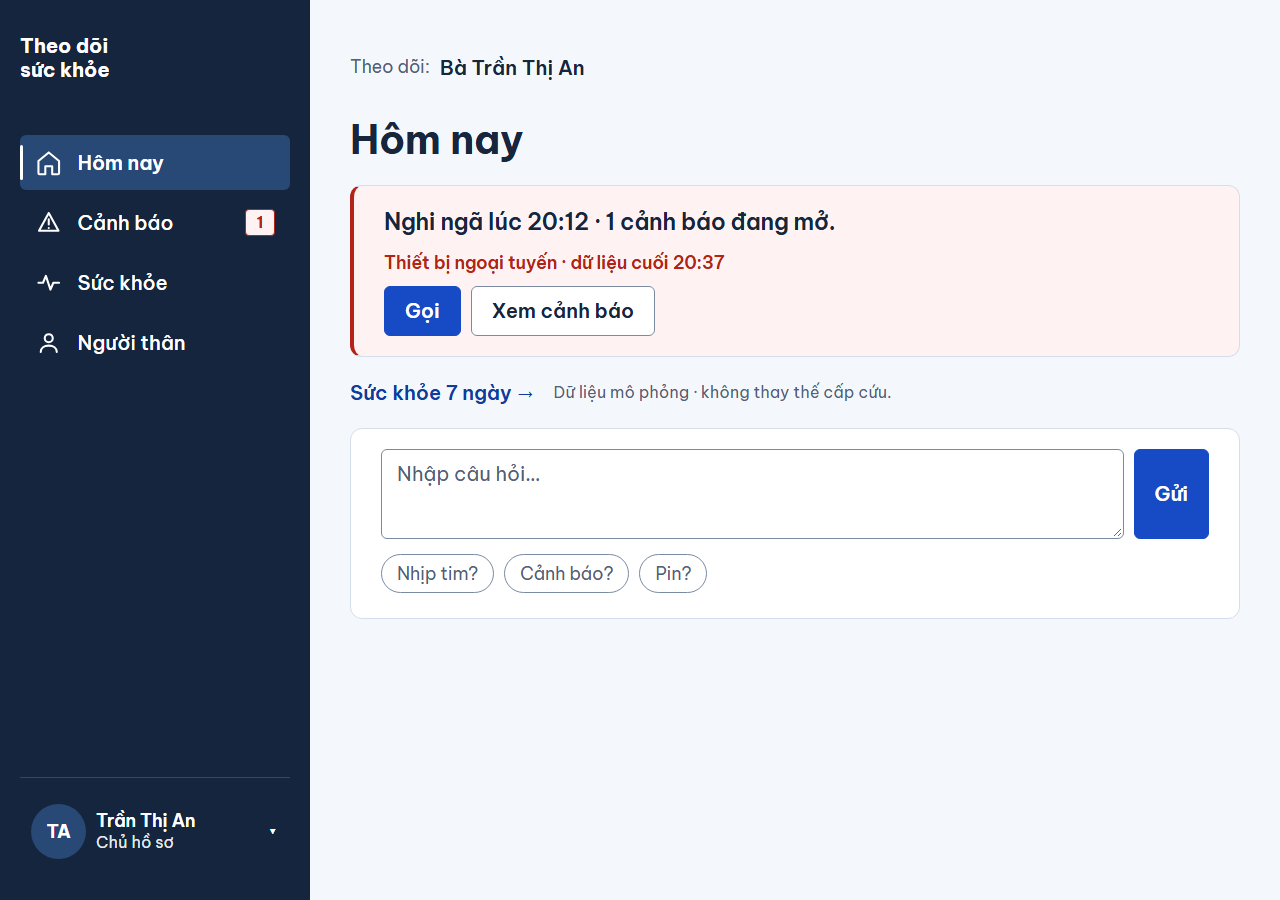 Theo dõi
sức khỏe
Hôm nay
Cảnh báo
1
Sức khỏe
Người thân
TA
Trần Thị An
Chủ hồ sơ
▾
Theo dõi: Bà Trần Thị An
Hôm nay
Nghi ngã lúc 20:12 · 1 cảnh báo đang mở.
Thiết bị ngoại tuyến · dữ liệu cuối 20:37
Gọi
Xem cảnh báo
Sức khỏe 7 ngày →
Dữ liệu mô phỏng · không thay thế cấp cứu.
Nhập câu hỏi...
Gửi
Nhịp tim?
Cảnh báo?
Pin?